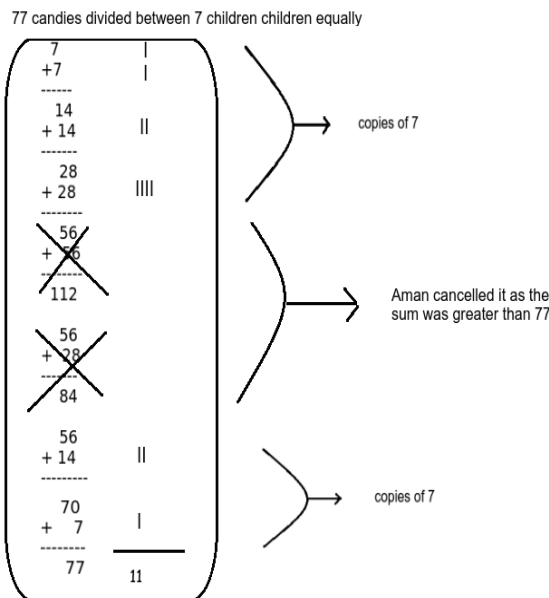 77 candies divided between 7 children children equally
7 |
+7 |
------
14
+ 14 ||
-------
28
+ 28 ||||
--------
56
+ 56
-------
112
56
+ 28
-------
84
56
+ 14 ||
---------
70
+ 7 |
--------
77 11
copies of 7
Aman cancelled it as the
sum was greater than 77
copies of 7